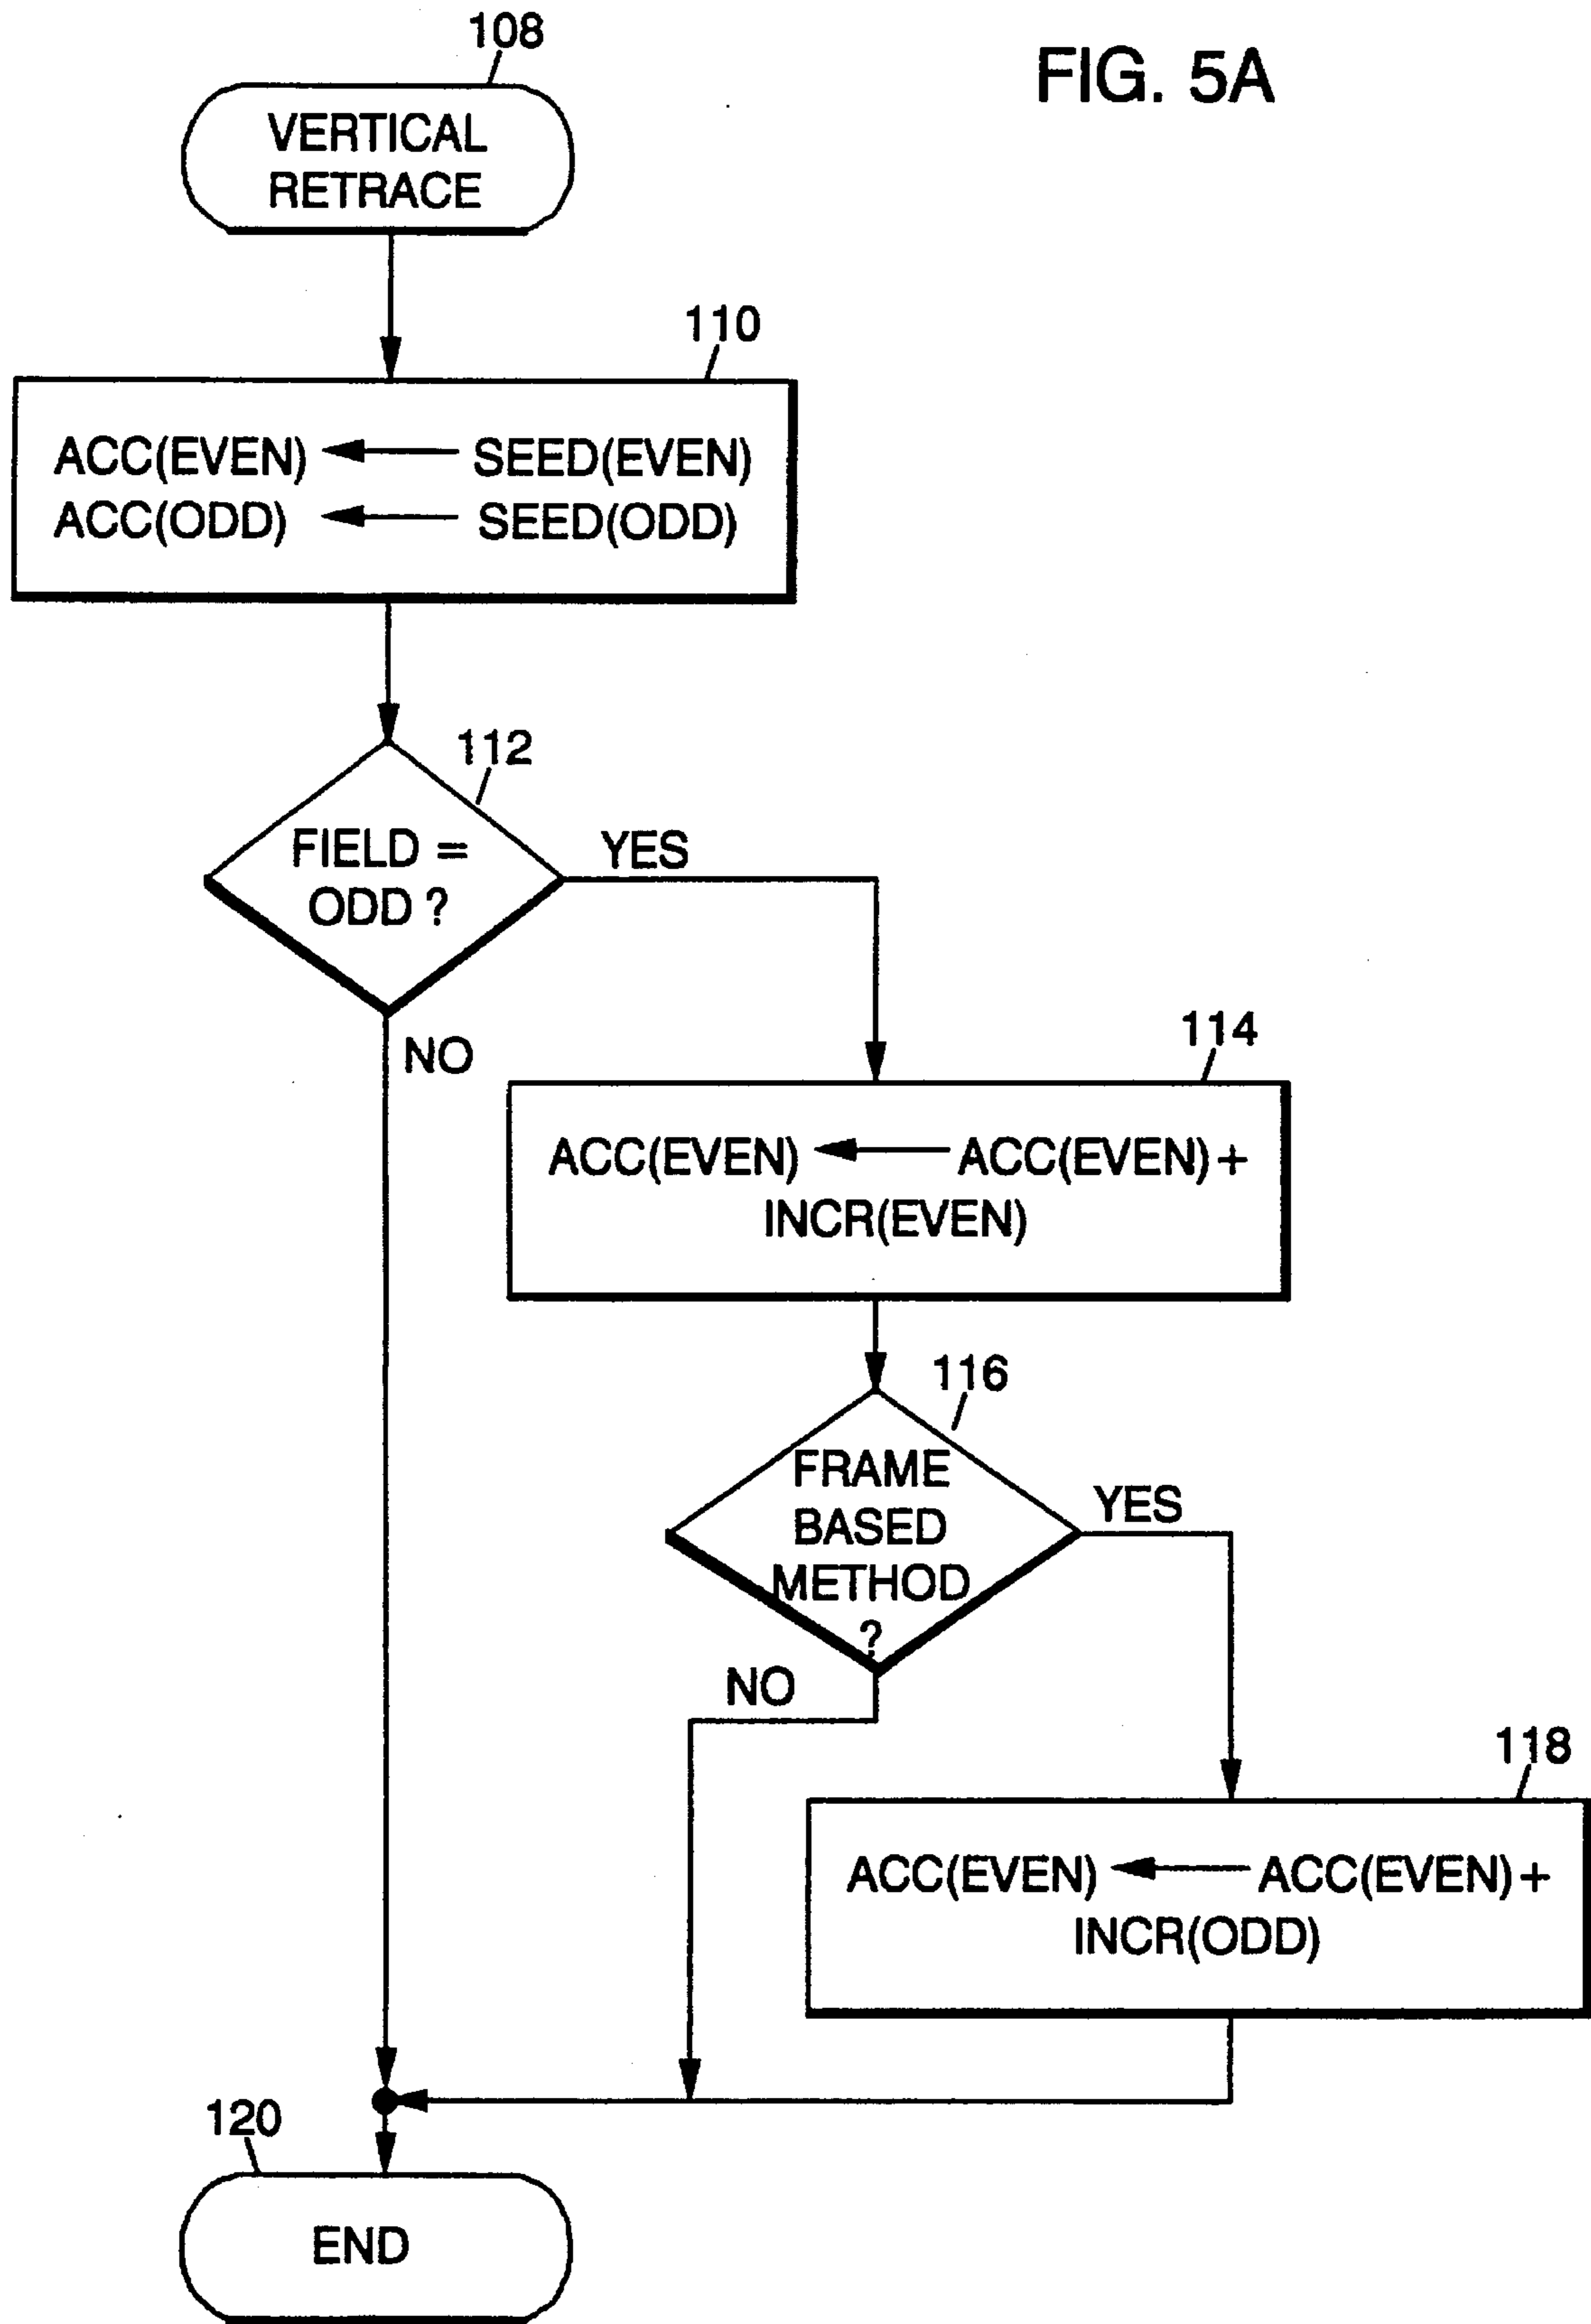 FIG. 5A
108
VERTICAL
RETRACE
110
ACC(EVEN) ← SEED(EVEN)
ACC(ODD) ← SEED(ODD)
112
FIELD =
ODD ?
YES
NO
114
ACC(EVEN) ← ACC(EVEN) +
INCR(EVEN)
116
FRAME
BASED
METHOD
?
YES
NO
118
ACC(EVEN) ← ACC(EVEN) +
INCR(ODD)
120
END